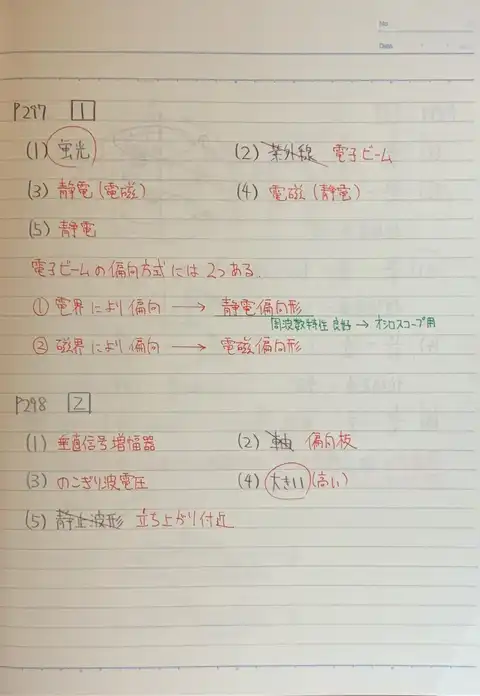 No.
Date
P297 1
(1) 蛍光 (2) 紫外線 電子ビーム
(3) 静電(電磁) (4) 電磁(静電)
(5) 静電
電子ビームの偏向方式には2つある.
① 電界により偏向 → 静電偏向形
周波数特性 良好 → オシロスコープ用
② 磁界により偏向 → 電磁偏向形
P298 2
(1) 垂直信号増幅器 (2) 軸 偏向板
(3) のこぎり波電圧 (4) 大きい(高い)
(5) 静止波形 立ち上がり付近